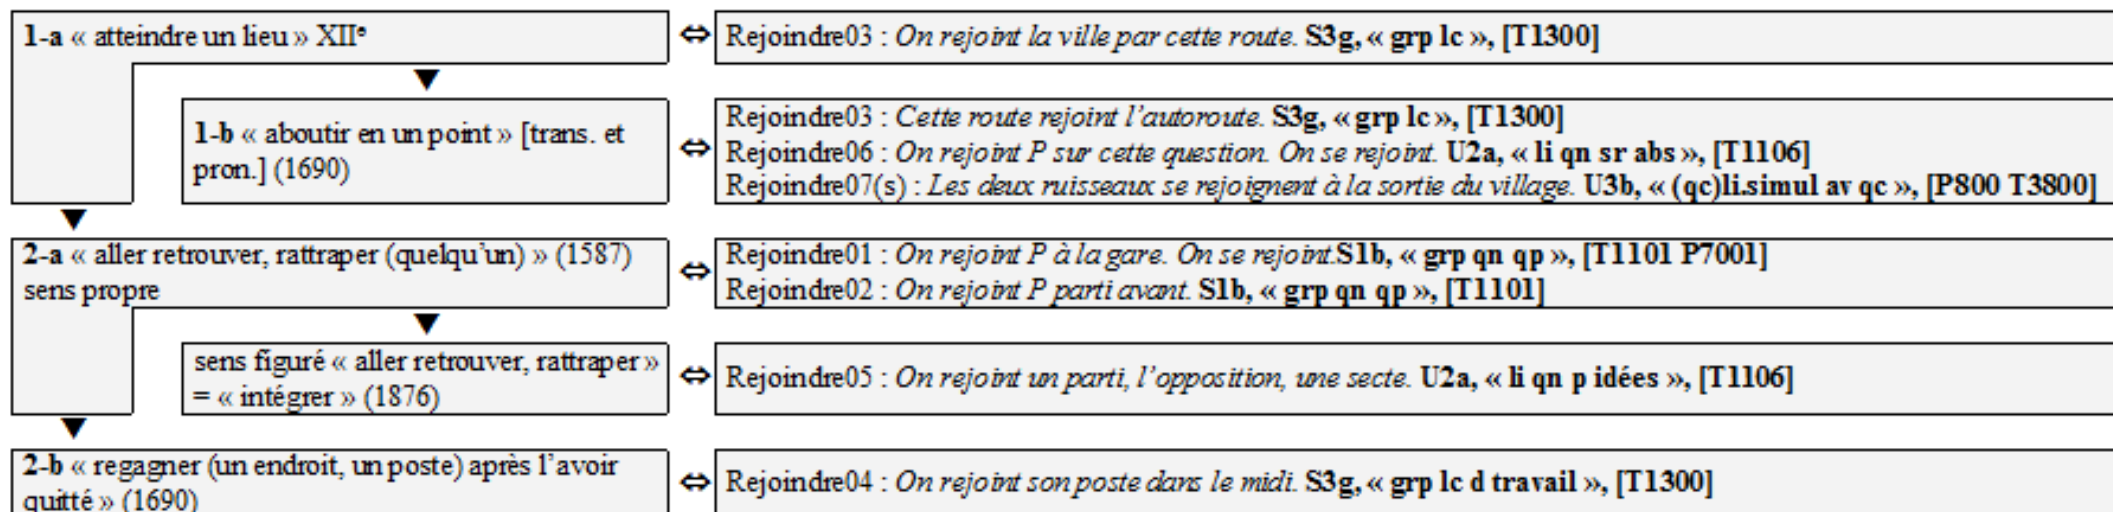 1-a « atteindre un lieu » XIIᵉ
⇔ Rejoindre03 : On rejoint la ville par cette route. S3g, « grp lc », [T1300]
1-b « aboutir en un point » [trans. et
pron.] (1690)
⇔ Rejoindre03 : Cette route rejoint l’autoroute. S3g, « grp lc », [T1300]
Rejoindre06 : On rejoint P sur cette question. On se rejoint. U2a, « li qn sr abs », [T1106]
Rejoindre07(s) : Les deux ruisseaux se rejoignent à la sortie du village. U3b, « (qc)li.simul av qc », [P800 T3800]
2-a « aller retrouver, rattraper (quelqu’un) » (1587)
sens propre
⇔ Rejoindre01 : On rejoint P à la gare. On se rejoint.S1b, « grp qn qp », [T1101 P7001]
Rejoindre02 : On rejoint P parti avant. S1b, « grp qn qp », [T1101]
sens figuré « aller retrouver, rattraper »
= « intégrer » (1876)
⇔ Rejoindre05 : On rejoint un parti, l’opposition, une secte. U2a, « li qn p idées », [T1106]
2-b « regagner (un endroit, un poste) après l’avoir
quitté » (1690)
⇔ Rejoindre04 : On rejoint son poste dans le midi. S3g, « grp lc d travail », [T1300]